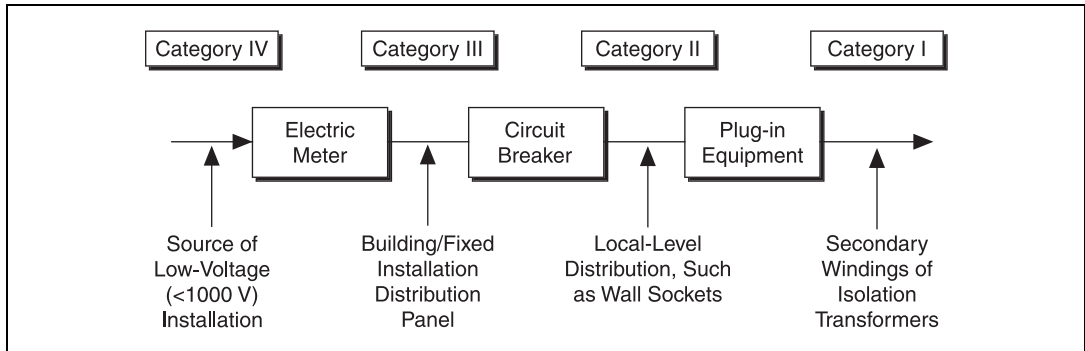 Category IV
Category III
Category II
Category I
Electric
Meter
Circuit
Breaker
Plug-in
Equipment
Source of
Low-Voltage
(<1000 V)
Installation
Building/Fixed
Installation
Distribution
Panel
Local-Level
Distribution, Such
as Wall Sockets
Secondary
Windings of
Isolation
Transformers